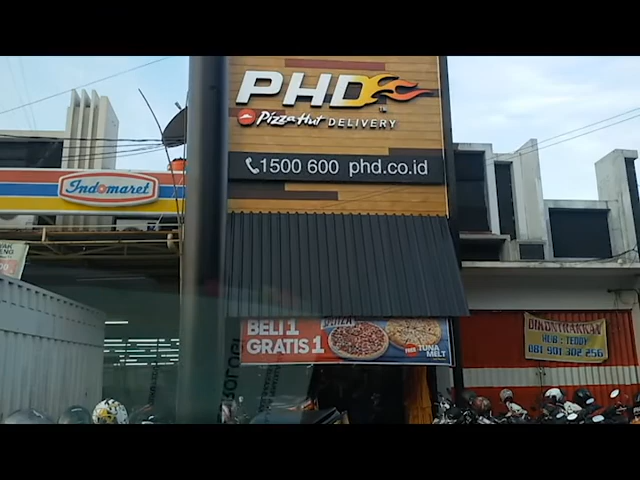 PHD
Pizza Hut DELIVERY
1500 600 phd.co.id
Indomaret
BELI 1
GRATIS 1
FREE TUNA
MELT
DIKONTRAKKAN
HUB : TEDDY
081 901 302 256